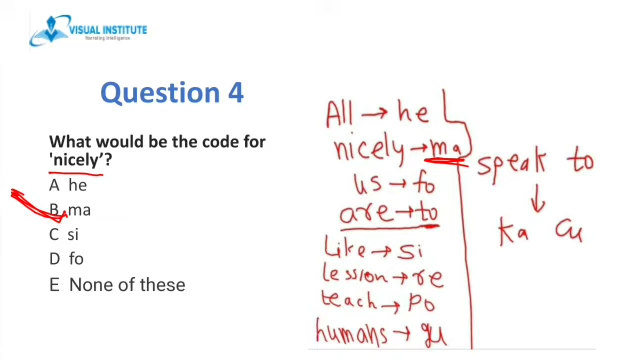 VISUAL INSTITUTE
Narrating Intelligence
Question 4
What would be the code for
'nicely'?
A he
B ma
C si
D fo
E None of these
All → he
nicely → ma
us → fo
are → to
Like → si
lession → re
teach → po
humans → gu
speak to
↓
ka cu